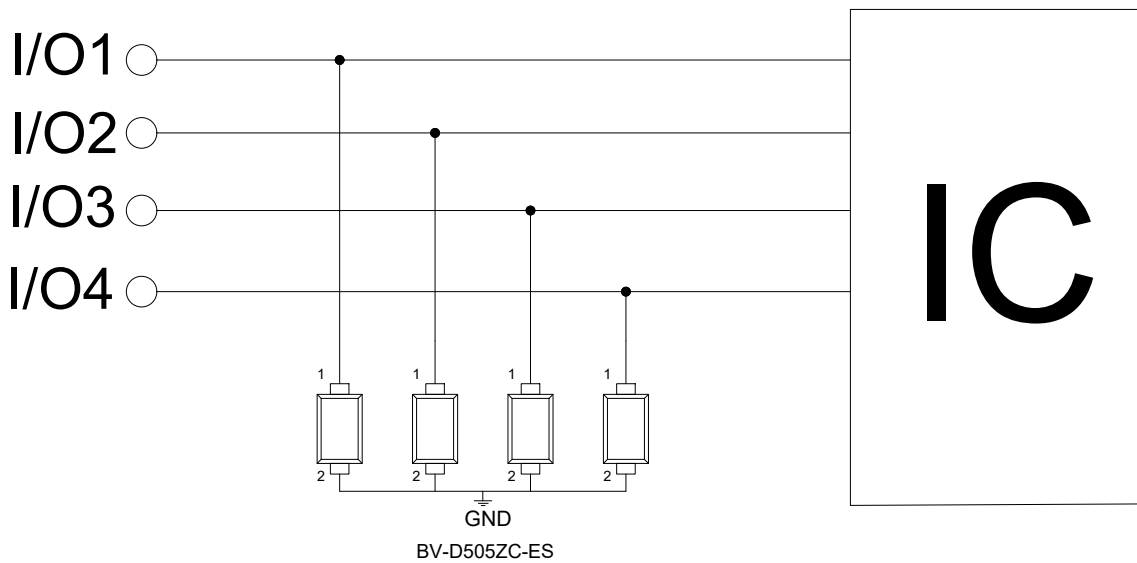 I/O1
I/O2
I/O3
I/O4
IC
1 1 1 1
2 2 2 2
GND
BV-D505ZC-ES